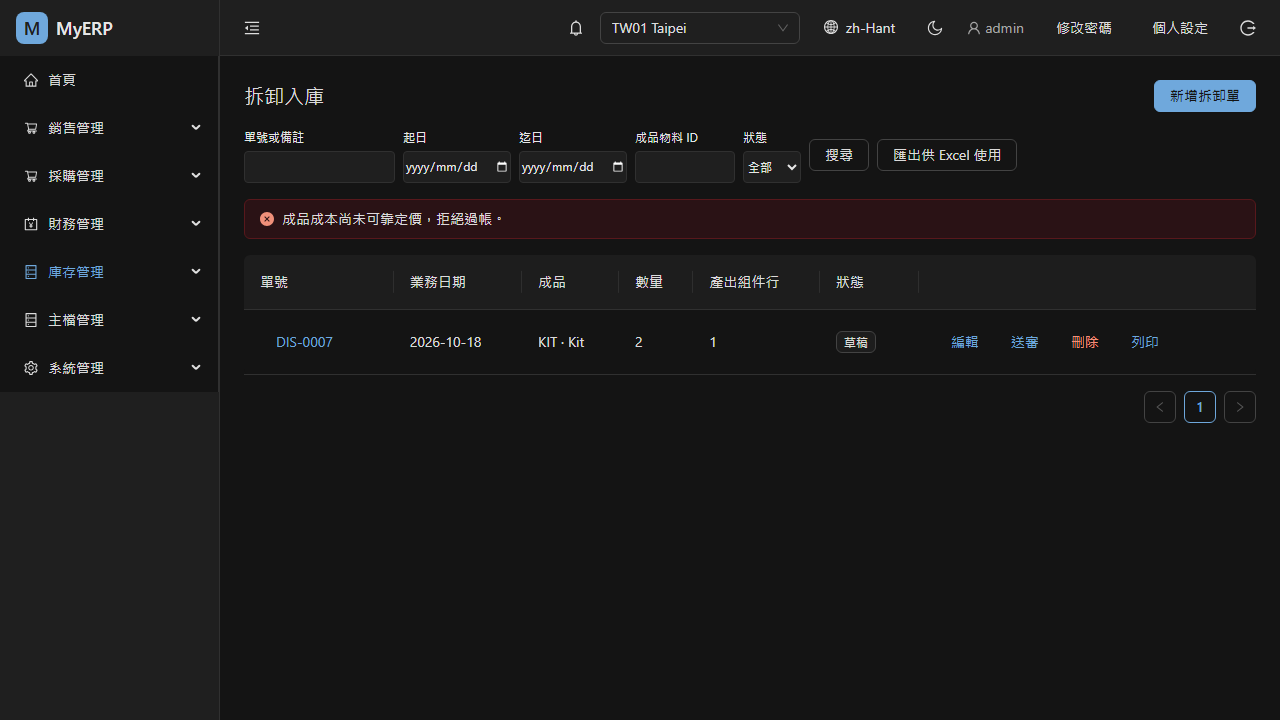 M MyERP
TW01 Taipei
zh-Hant
admin
修改密碼
個人設定
首頁
銷售管理
採購管理
財務管理
庫存管理
主檔管理
系統管理
拆卸入庫
新增拆卸單
單號或備註
起日
迄日
成品物料 ID
狀態
yyyy/mm/dd
yyyy/mm/dd
全部
搜尋
匯出供 Excel 使用
成品成本尚未可靠定價，拒絕過帳。
單號 業務日期 成品 數量 產出組件行 狀態
DIS-0007 2026-10-18 KIT · Kit 2 1 草稿 編輯 送審 刪除 列印
1